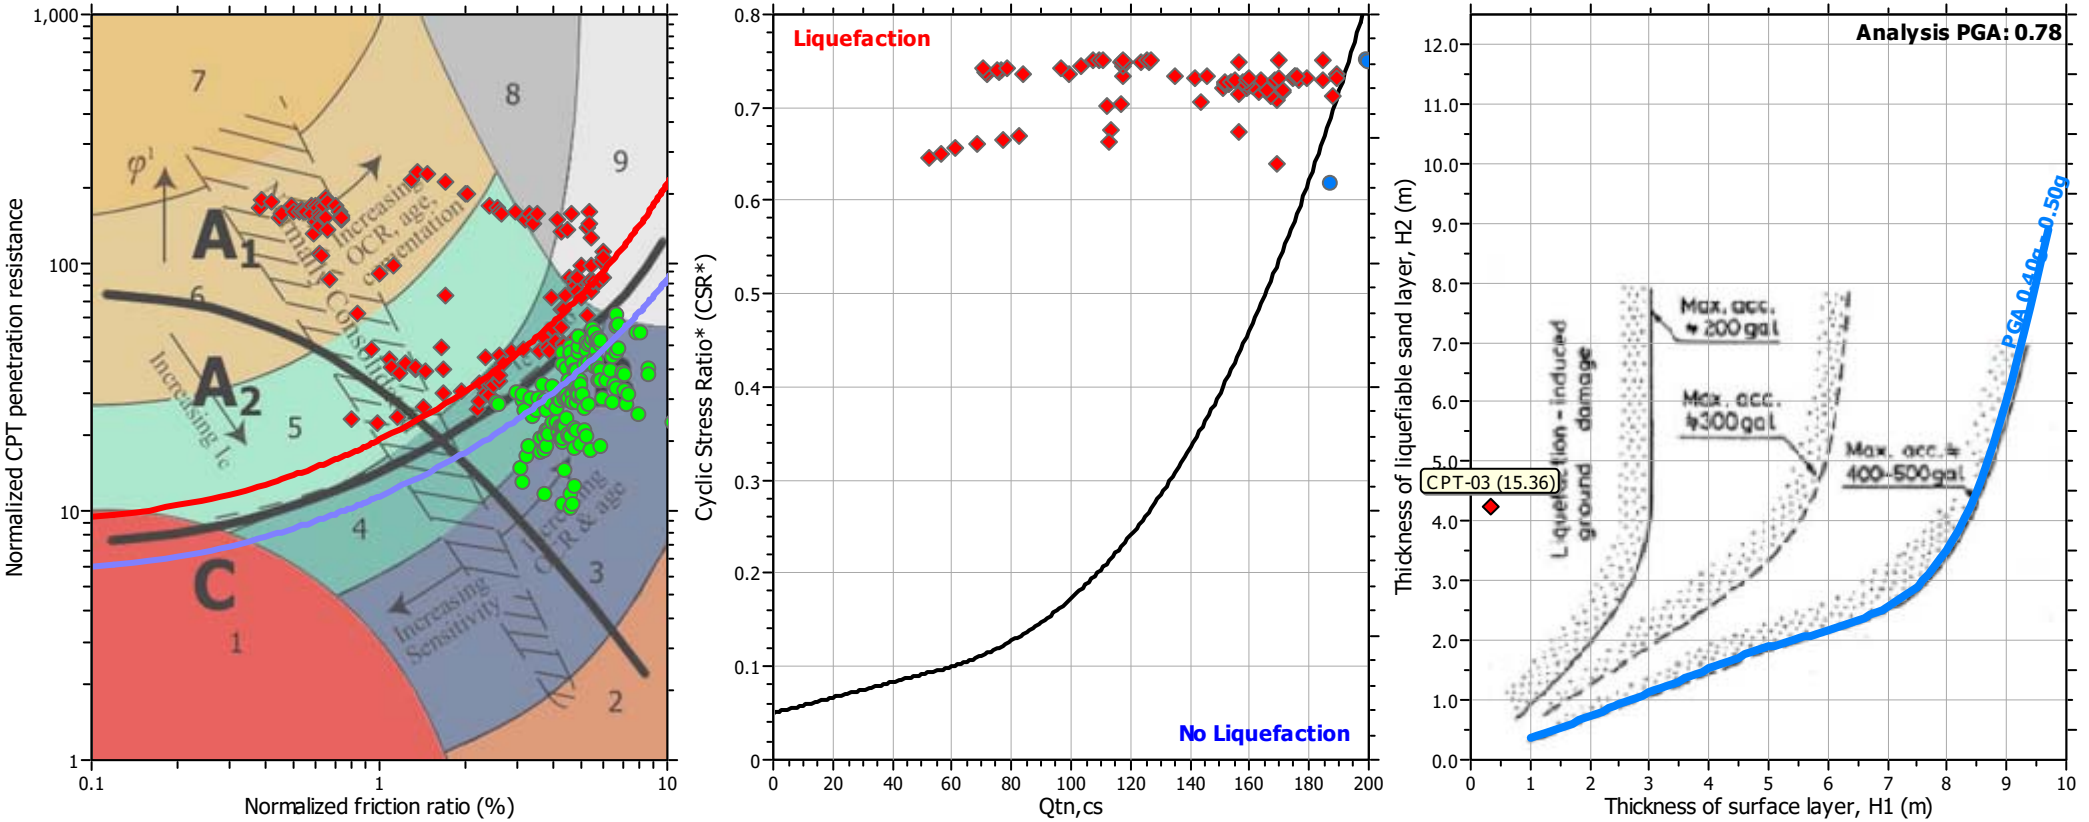 1,000
100
10
1
0.1
1
10
Normalized CPT penetration resistance
Normalized friction ratio (%)
7
8
9
6
5
4
3
2
1
φ'
A1
A2
C
Increasing
OCR, age,
cementation
Normally Consolidated
Increasing Ic
Increasing
OCR & age
Increasing
Sensitivity
Liquefaction
No Liquefaction
0.8
0.7
0.6
0.5
0.4
0.3
0.2
0.1
0
0
20
40
60
80
100
120
140
160
180
200
Cyclic Stress Ratio* (CSR*)
Qtn,cs
Analysis PGA: 0.78
12.0
11.0
10.0
9.0
8.0
7.0
6.0
5.0
4.0
3.0
2.0
1.0
0.0
0
1
2
3
4
5
6
7
8
9
10
Thickness of liquefiable sand layer, H2 (m)
Thickness of surface layer, H1 (m)
PGA 0.40g - 0.50g
Max. acc.
≒ 200 gal
Max. acc.
≒ 300 gal
Max. acc. ≒
400-500 gal
Liquefaction - induced
ground damage
CPT-03 (15.36)